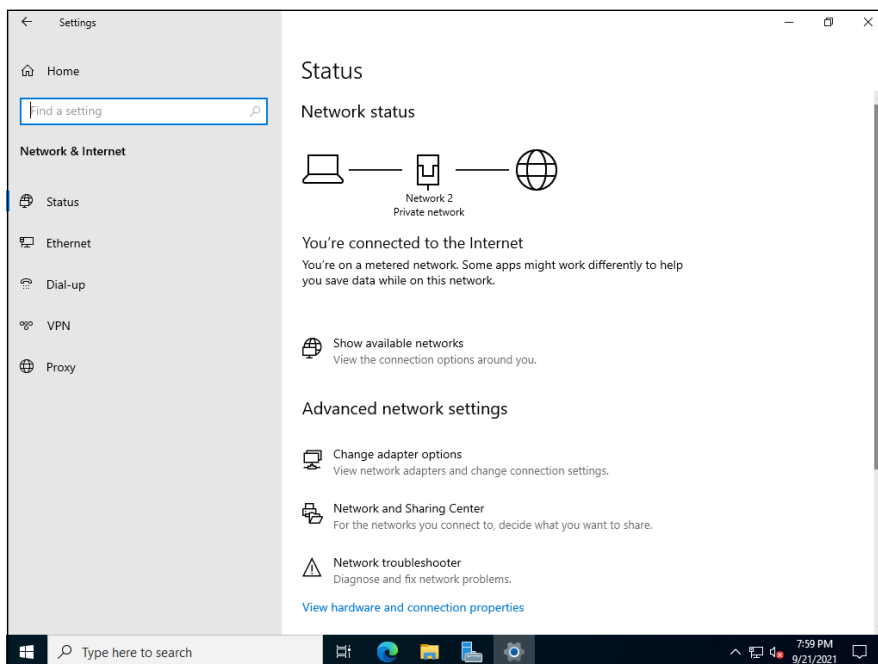 Settings
Home
Find a setting
Network & Internet
Status
Ethernet
Dial-up
VPN
Proxy
Status
Network status
Network 2
Private network
You're connected to the Internet
You're on a metered network. Some apps might work differently to help
you save data while on this network.
Show available networks
View the connection options around you.
Advanced network settings
Change adapter options
View network adapters and change connection settings.
Network and Sharing Center
For the networks you connect to, decide what you want to share.
Network troubleshooter
Diagnose and fix network problems.
View hardware and connection properties
Type here to search
7:59 PM
9/21/2021